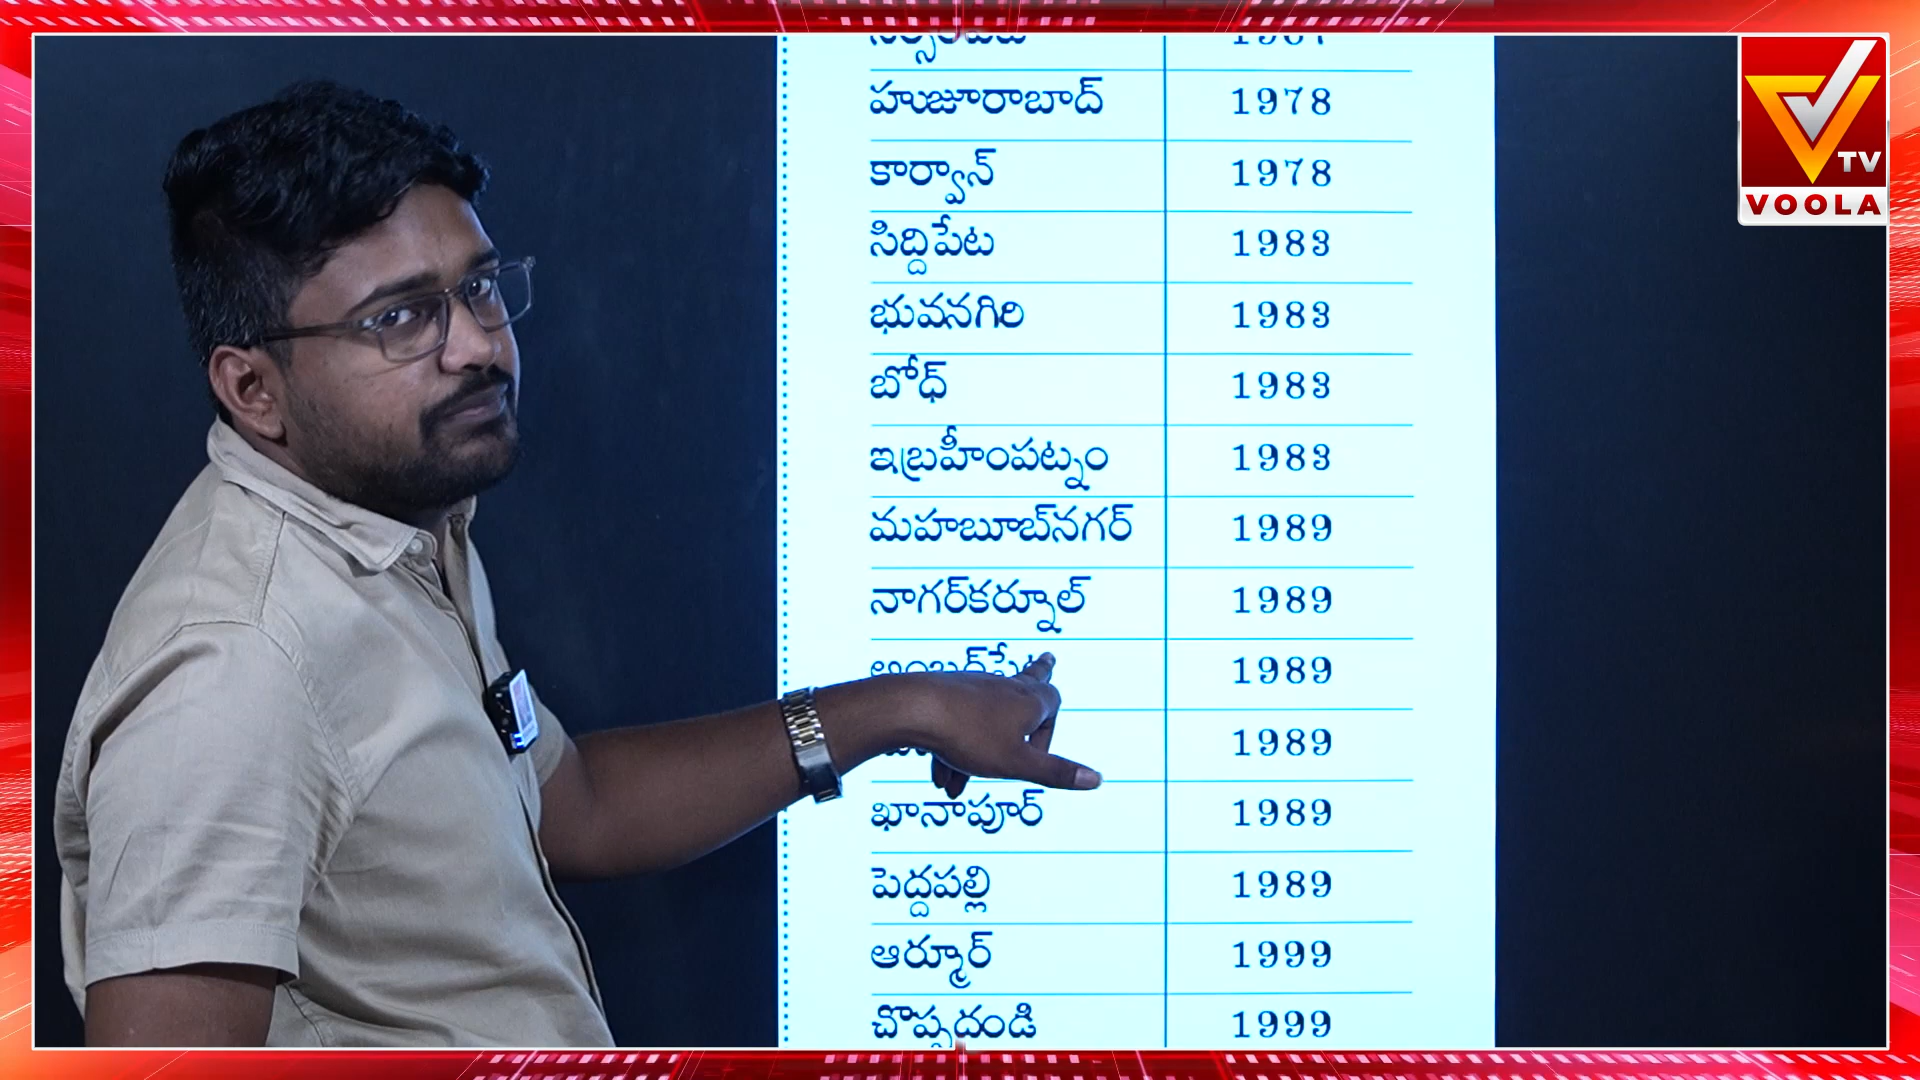 హుజూరాబాద్ 1978
కార్వాన్ 1978
సిద్దిపేట 1983
భువనగిరి 1983
బోధ్ 1983
ఇబ్రహీంపట్నం 1983
మహబూబ్‌నగర్ 1989
నాగర్‌కర్నూల్ 1989
1989
1989
ఖానాపూర్ 1989
పెద్దపల్లి 1989
ఆర్మూర్ 1999
చొప్పదండి 1999
TV
VOOLA